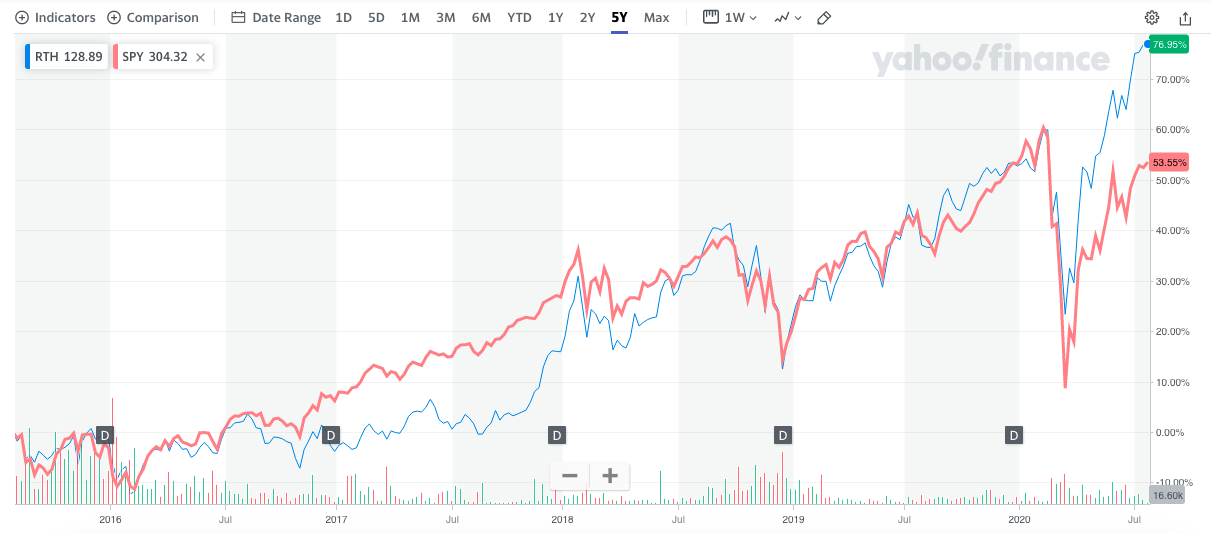 Indicators Comparison Date Range 1D 5D 1M 3M 6M YTD 1Y 2Y 5Y Max 1W
RTH 128.89 SPY 304.32
yahoo!finance
76.95%
70.00%
60.00%
53.55%
50.00%
40.00%
30.00%
20.00%
10.00%
D D D D D
0.00%
-10.00%
16.60k
2016 Jul 2017 Jul 2018 Jul 2019 Jul 2020 Jul